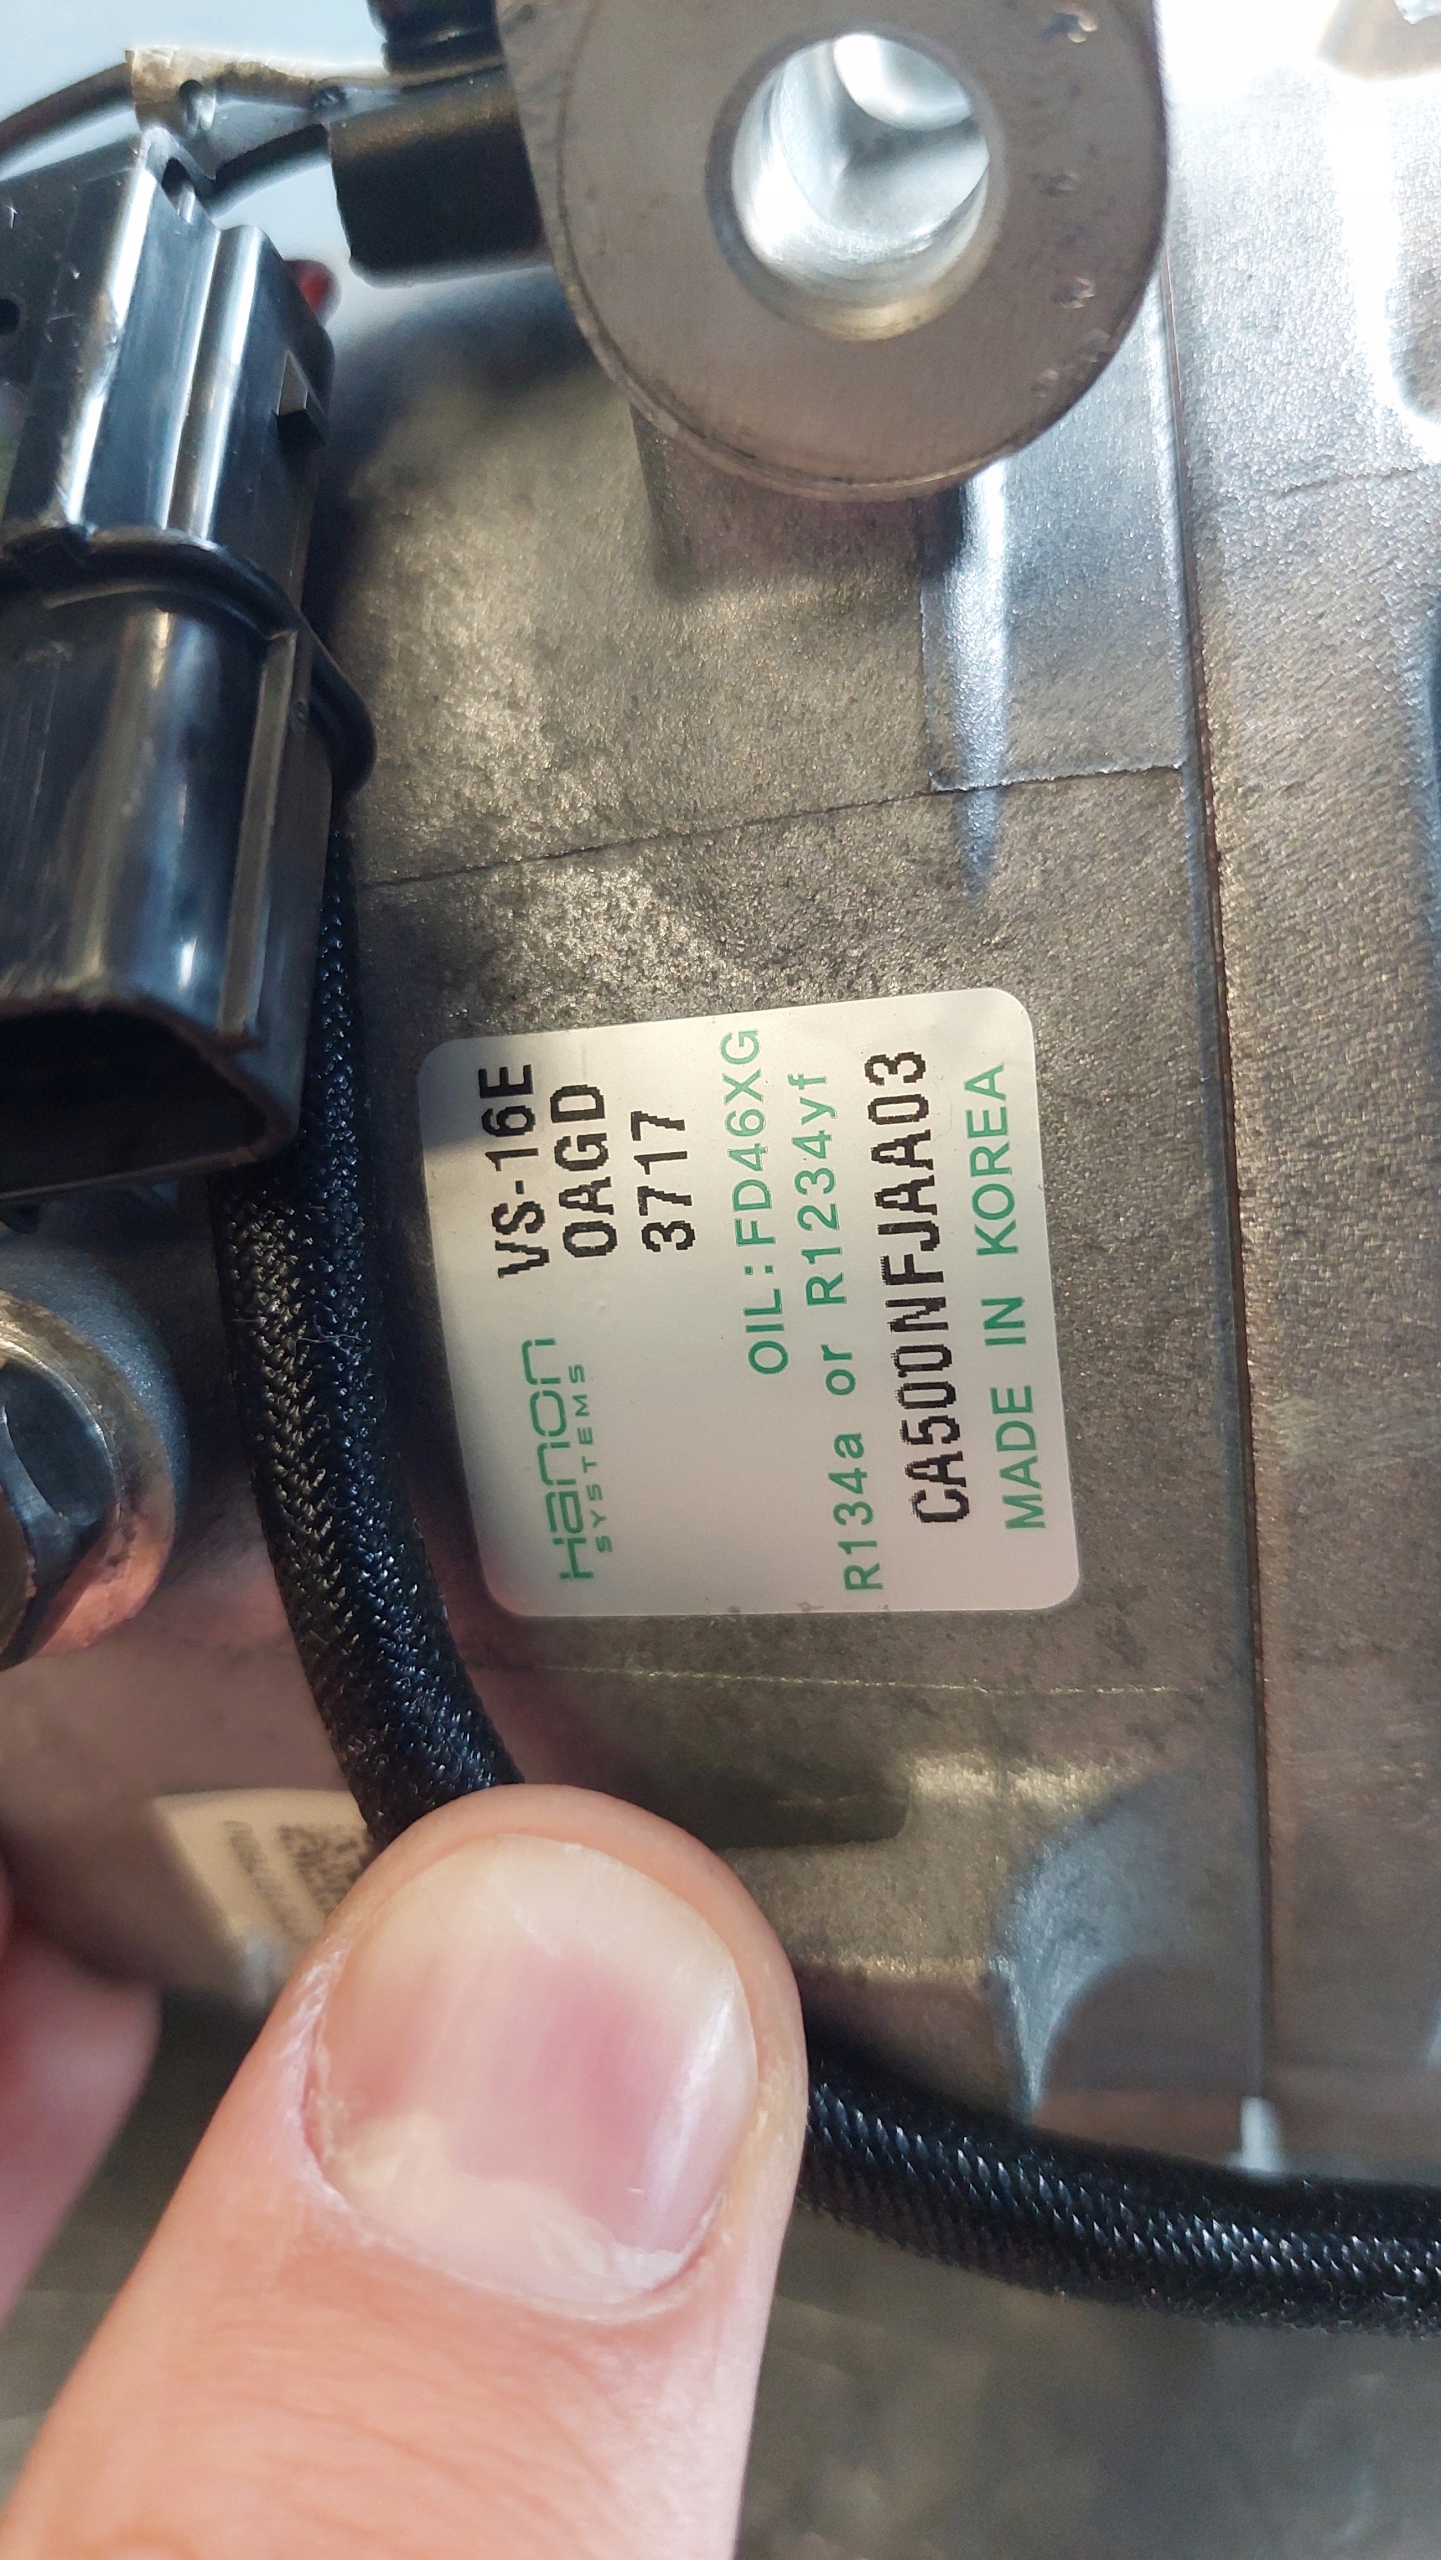 Hanon VS-16E
SYSTEMS 0AGD
3717
OIL:FD46XG
R134a or R1234yf
CA500NFJAA03
MADE IN KOREA